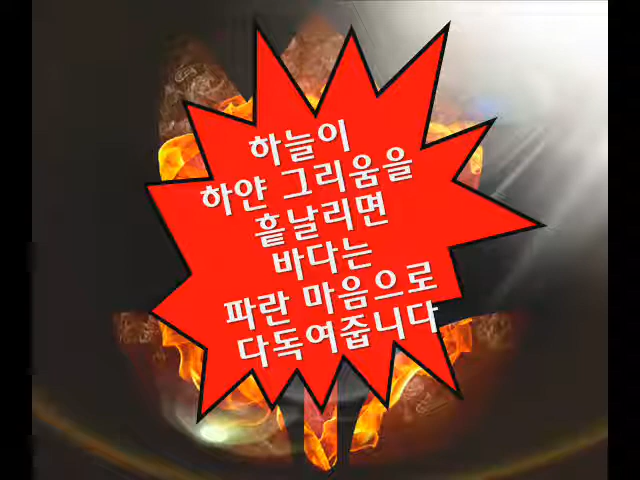 하늘이
하얀 그리움을
흩날리면
바다는
파란 마음으로
다독여줍니다